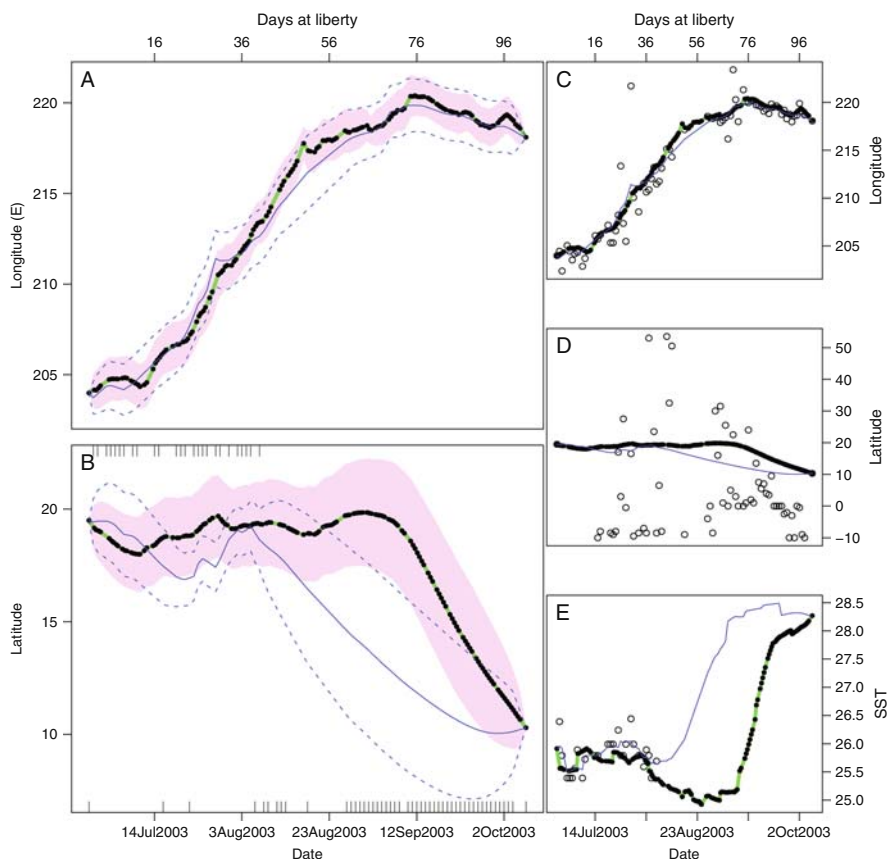 Days at liberty
16 36 56 76 96
A
220
215
210
205
Longitude (E)
B
20
15
10
Latitude
14Jul2003 3Aug2003 23Aug2003 12Sep2003 2Oct2003
Date
Days at liberty
16 36 56 76 96
C
220
215
210
205
Longitude
D
50
40
30
20
10
0
−10
Latitude
E
28.5
28.0
27.5
27.0
26.5
26.0
25.5
25.0
SST
14Jul2003 23Aug2003 2Oct2003
Date